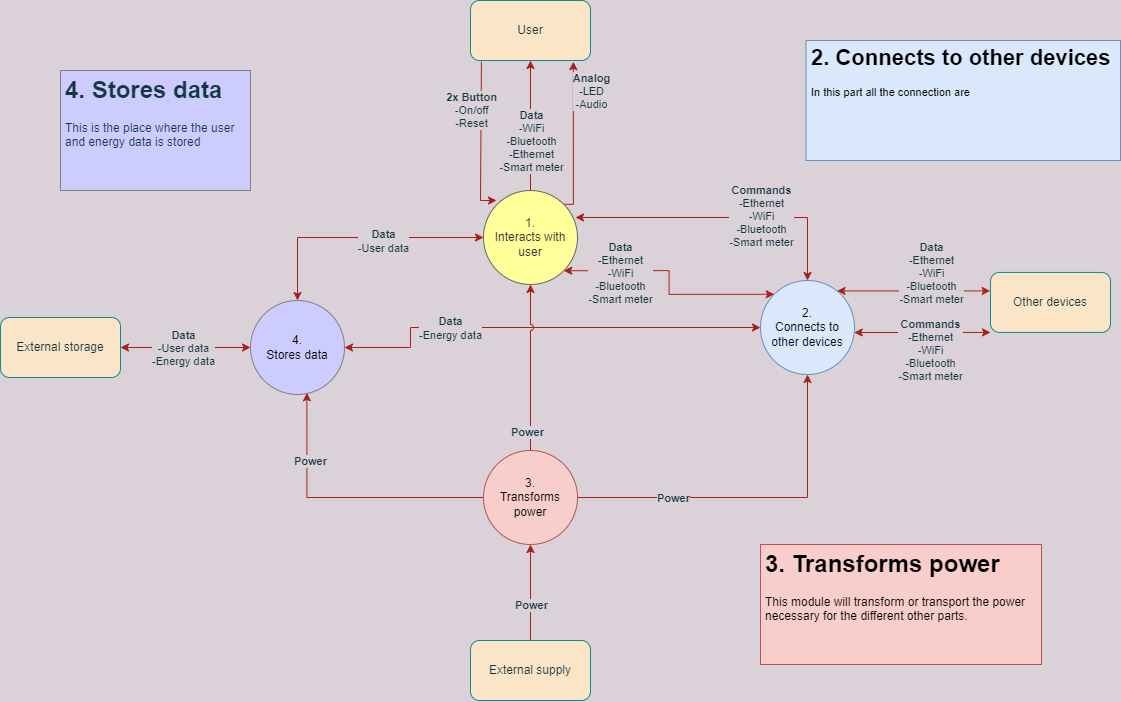 User
4. Stores data
This is the place where the user
and energy data is stored
2. Connects to other devices
In this part all the connection are
2x Button
-On/off
-Reset
Data
-WiFi
-Bluetooth
-Ethernet
-Smart meter
Analog
-LED
-Audio
1.
Interacts with
user
Commands
-Ethernet
-WiFi
-Bluetooth
-Smart meter
Data
-User data
Data
-Ethernet
-WiFi
-Bluetooth
-Smart meter
Data
-Ethernet
-WiFi
-Bluetooth
-Smart meter
Other devices
External storage
Data
-User data
-Energy data
4.
Stores data
Data
-Energy data
2.
Connects to
other devices
Commands
-Ethernet
-WiFi
-Bluetooth
-Smart meter
Power
Power
3.
Transforms
power
Power
3. Transforms power
This module will transform or transport the power
necessary for the different other parts.
Power
External supply